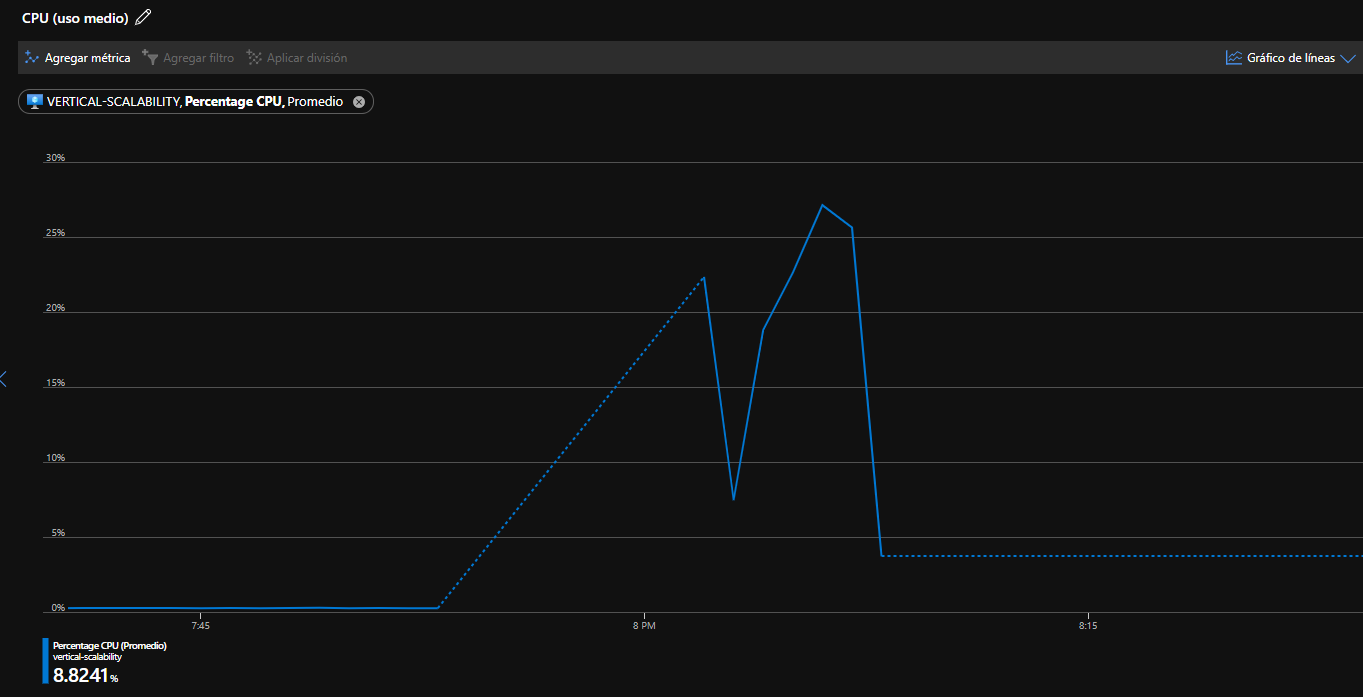 CPU (uso medio)
Agregar métrica Agregar filtro Aplicar división Gráfico de líneas
VERTICAL-SCALABILITY, Percentage CPU, Promedio
30%
25%
20%
15%
10%
5%
0%
7:45 8 PM 8:15
Percentage CPU (Promedio)
vertical-scalability
8.8241 %